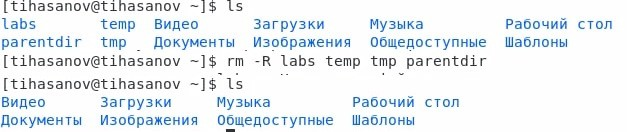 [tihasanov@tihasanov ~]$ ls
labs temp Видео Загрузки Музыка Рабочий стол
parentdir tmp Документы Изображения Общедоступные Шаблоны
[tihasanov@tihasanov ~]$ rm -R labs temp tmp parentdir
[tihasanov@tihasanov ~]$ ls
Видео Загрузки Музыка Рабочий стол
Документы Изображения Общедоступные Шаблоны